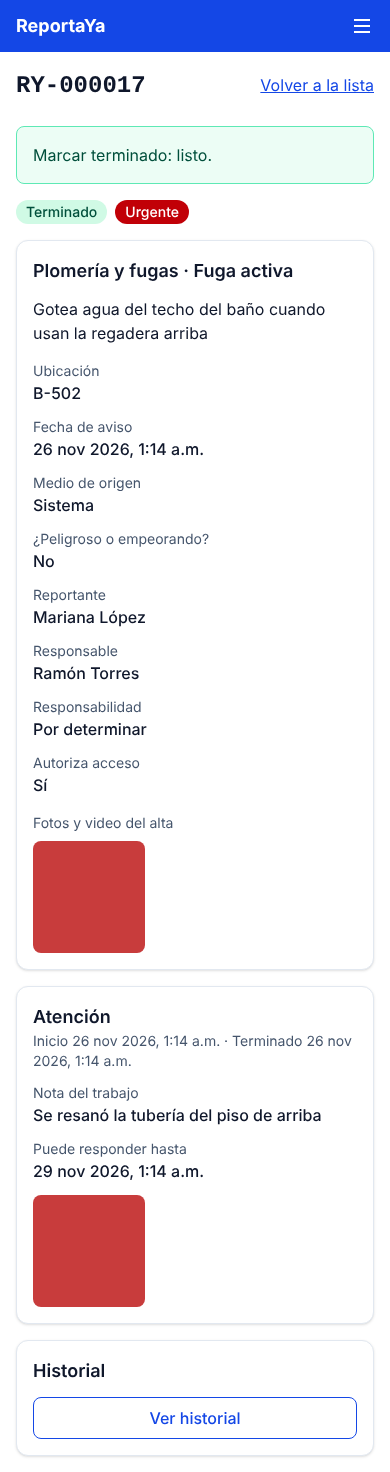 ReportaYa
RY-000017
Volver a la lista
Marcar terminado: listo.
Terminado
Urgente
Plomería y fugas · Fuga activa
Gotea agua del techo del baño cuando
usan la regadera arriba
Ubicación
B-502
Fecha de aviso
26 nov 2026, 1:14 a.m.
Medio de origen
Sistema
¿Peligroso o empeorando?
No
Reportante
Mariana López
Responsable
Ramón Torres
Responsabilidad
Por determinar
Autoriza acceso
Sí
Fotos y video del alta
Atención
Inicio 26 nov 2026, 1:14 a.m. · Terminado 26 nov
2026, 1:14 a.m.
Nota del trabajo
Se resanó la tubería del piso de arriba
Puede responder hasta
29 nov 2026, 1:14 a.m.
Historial
Ver historial